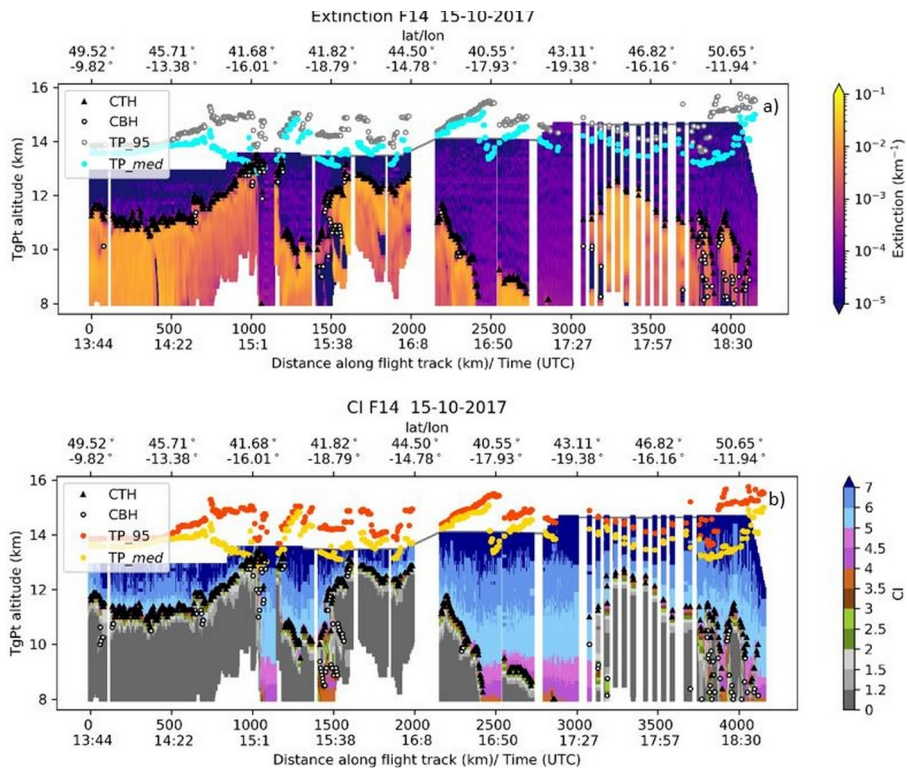 Extinction F14 15-10-2017
lat/lon
49.52° 45.71° 41.68° 41.82° 44.50° 40.55° 43.11° 46.82° 50.65°
-9.82° -13.38° -16.01° -18.79° -14.78° -17.93° -19.38° -16.16° -11.94°
16
14
12
10
8
TgPt altitude (km)
CTH
CBH
TP_95
TP_med
a)
10⁻¹
10⁻²
10⁻³
10⁻⁴
10⁻⁵
Extinction (km⁻¹)
0 500 1000 1500 2000 2500 3000 3500 4000
13:44 14:22 15:1 15:38 16:8 16:50 17:27 17:57 18:30
Distance along flight track (km)/ Time (UTC)
CI F14 15-10-2017
lat/lon
49.52° 45.71° 41.68° 41.82° 44.50° 40.55° 43.11° 46.82° 50.65°
-9.82° -13.38° -16.01° -18.79° -14.78° -17.93° -19.38° -16.16° -11.94°
16
14
12
10
8
TgPt altitude (km)
CTH
CBH
TP_95
TP_med
b)
7
6
5
4.5
4
3.5
3
2.5
2
1.5
1.2
0
CI
0 500 1000 1500 2000 2500 3000 3500 4000
13:44 14:22 15:1 15:38 16:8 16:50 17:27 17:57 18:30
Distance along flight track (km)/ Time (UTC)